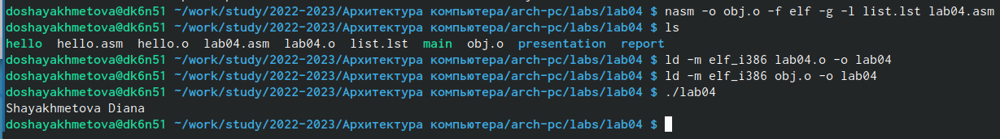 doshayakhmetova@dk6n51 ~/work/study/2022-2023/Архитектура компьютера/arch-pc/labs/lab04 $ nasm -o obj.o -f elf -g -l list.lst lab04.asm
doshayakhmetova@dk6n51 ~/work/study/2022-2023/Архитектура компьютера/arch-pc/labs/lab04 $ ls
hello hello.asm hello.o lab04.asm lab04.o list.lst main obj.o presentation report
doshayakhmetova@dk6n51 ~/work/study/2022-2023/Архитектура компьютера/arch-pc/labs/lab04 $ ld -m elf_i386 lab04.o -o lab04
doshayakhmetova@dk6n51 ~/work/study/2022-2023/Архитектура компьютера/arch-pc/labs/lab04 $ ld -m elf_i386 obj.o -o lab04
doshayakhmetova@dk6n51 ~/work/study/2022-2023/Архитектура компьютера/arch-pc/labs/lab04 $ ./lab04
Shayakhmetova Diana
doshayakhmetova@dk6n51 ~/work/study/2022-2023/Архитектура компьютера/arch-pc/labs/lab04 $